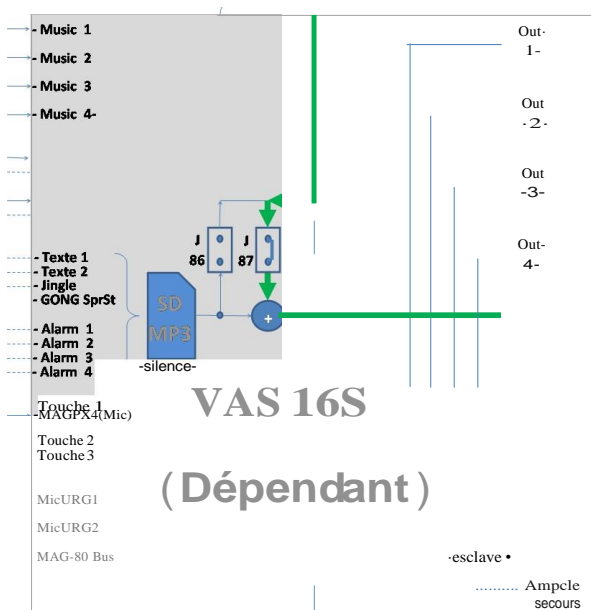 - Music 1
- Music 2
- Music 3
- Music 4-
Out·
1-
Out
·2·
Out
-3-
Out-
4-
J
86
J
87
- Texte 1
- Texte 2
- Jingle
- GONG SprSt
- Alarm 1
- Alarm 2
- Alarm 3
- Alarm 4
SD
MP3
+
-silence-
VAS 16S
(Dépendant)
Touche 1
-MAGPX4(Mic)
Touche 2
Touche 3
MicURG1
MicURG2
MAG-80 Bus
·esclave •
.......... Ampcle
secours